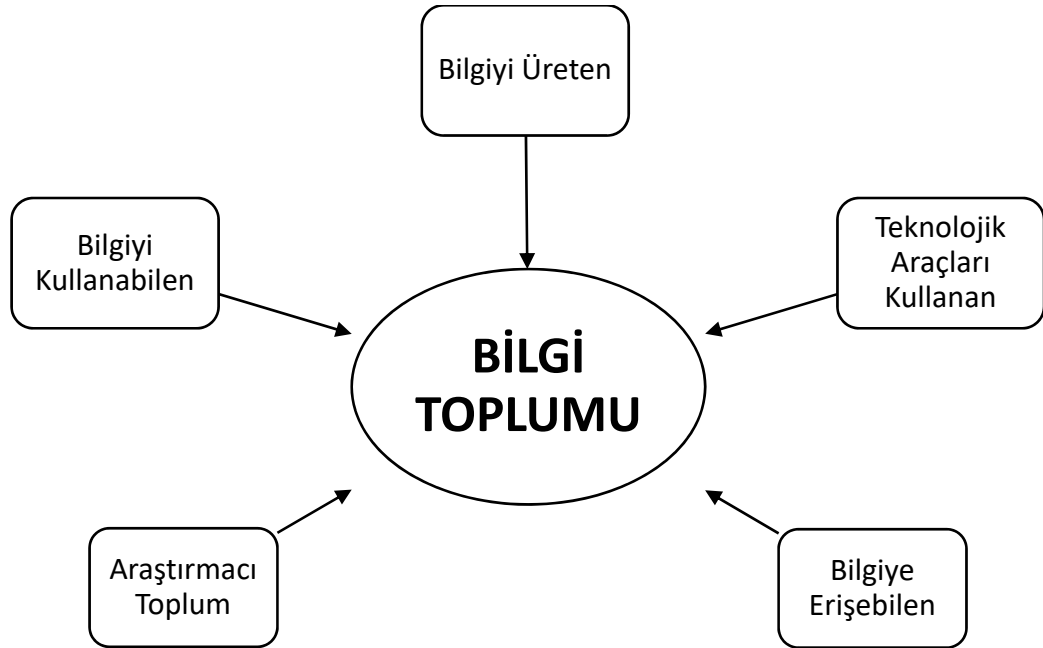 Bilgiyi Üreten
Bilgiyi
Kullanabilen
Teknolojik
Araçları
Kullanan
BİLGİ
TOPLUMU
Araştırmacı
Toplum
Bilgiye
Erişebilen